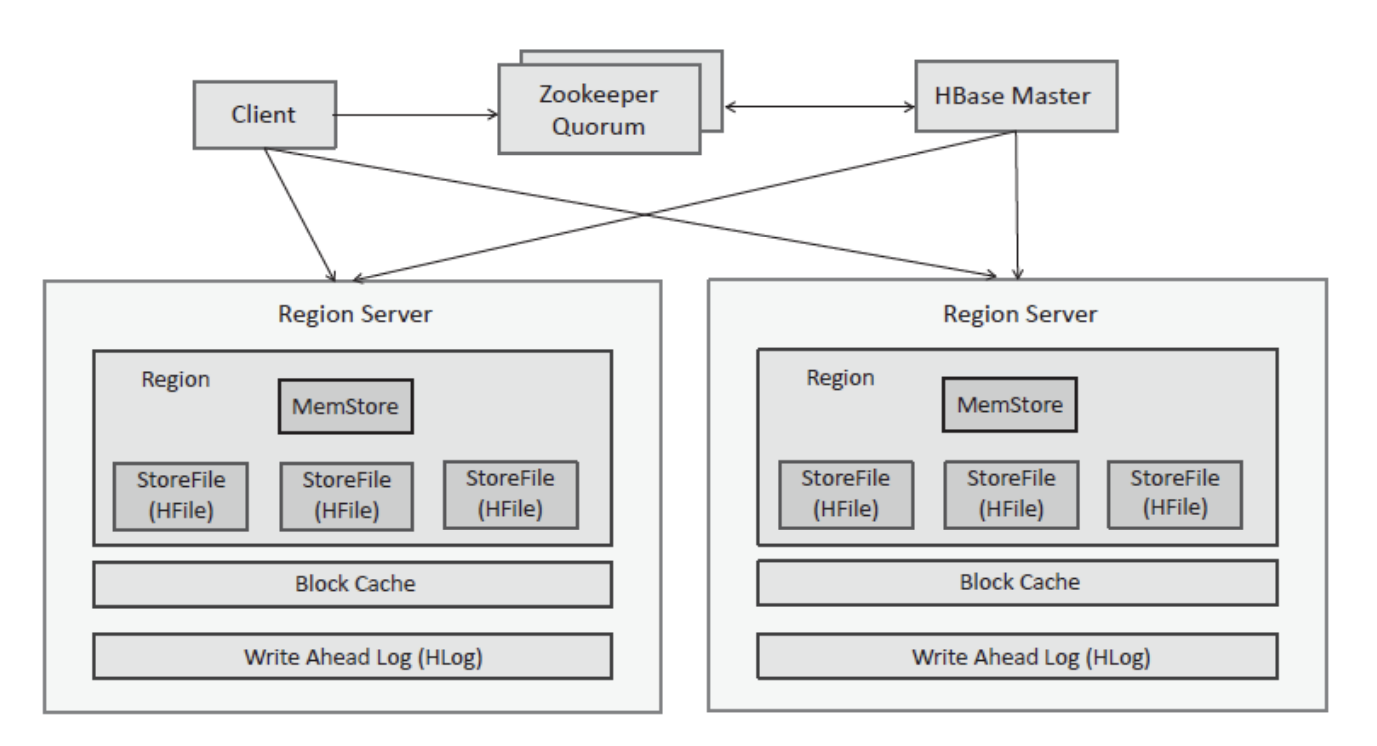 Client
Zookeeper
Quorum
HBase Master
Region Server
Region
MemStore
StoreFile
(HFile)
StoreFile
(HFile)
StoreFile
(HFile)
Block Cache
Write Ahead Log (HLog)
Region Server
Region
MemStore
StoreFile
(HFile)
StoreFile
(HFile)
StoreFile
(HFile)
Block Cache
Write Ahead Log (HLog)